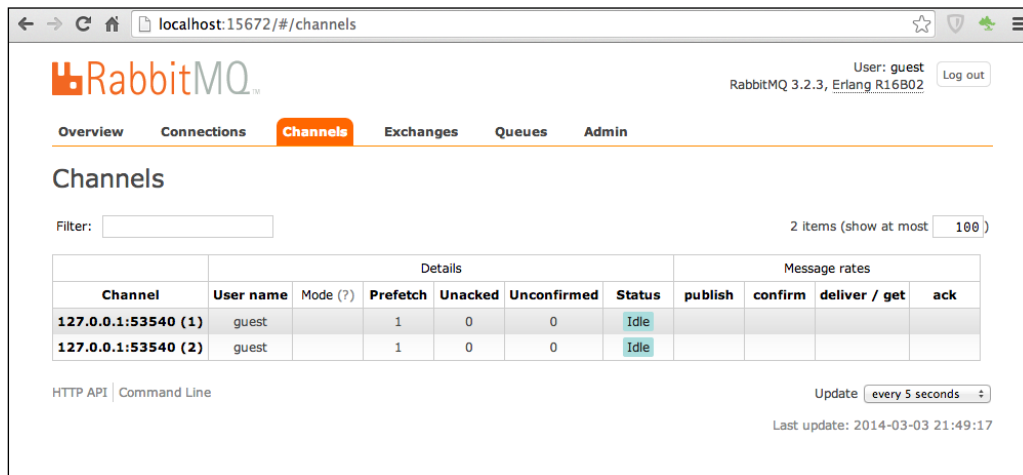 localhost:15672/#/channels
RabbitMQ™
User: guest
RabbitMQ 3.2.3, Erlang R16B02
Log out
Overview Connections Channels Exchanges Queues Admin
Channels
Filter:
2 items (show at most 100 )
Details Message rates
Channel User name Mode (?) Prefetch Unacked Unconfirmed Status publish confirm deliver / get ack
127.0.0.1:53540 (1) guest 1 0 0 Idle
127.0.0.1:53540 (2) guest 1 0 0 Idle
HTTP API Command Line
Update every 5 seconds
Last update: 2014-03-03 21:49:17